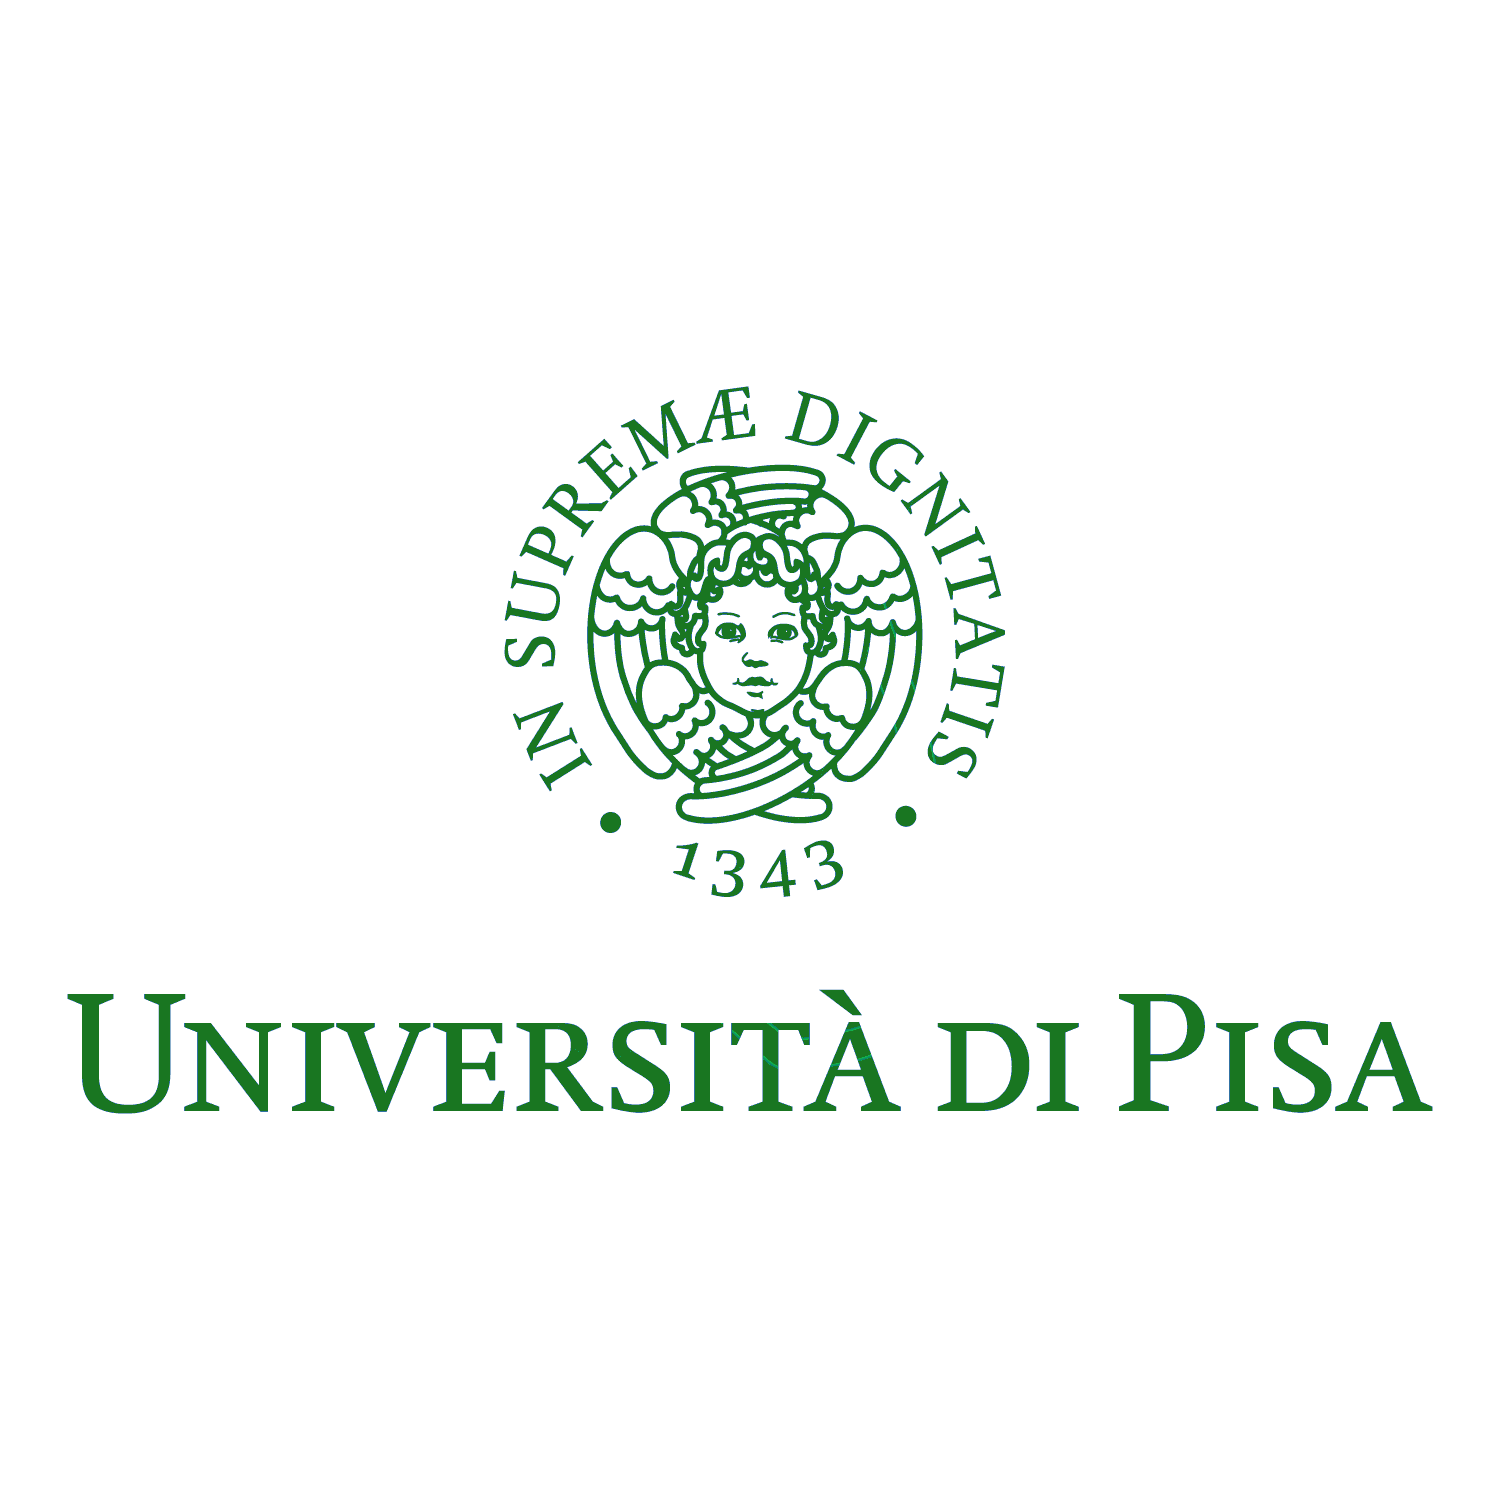 IN SUPREMÆ DIGNITATIS
1343
UNIVERSITÀ DI PISA